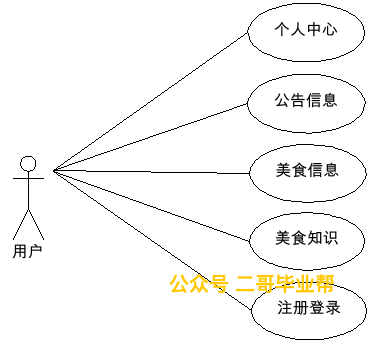 个人中心
公告信息
美食信息
美食知识
用户
公众号 二哥毕业帮
注册登录